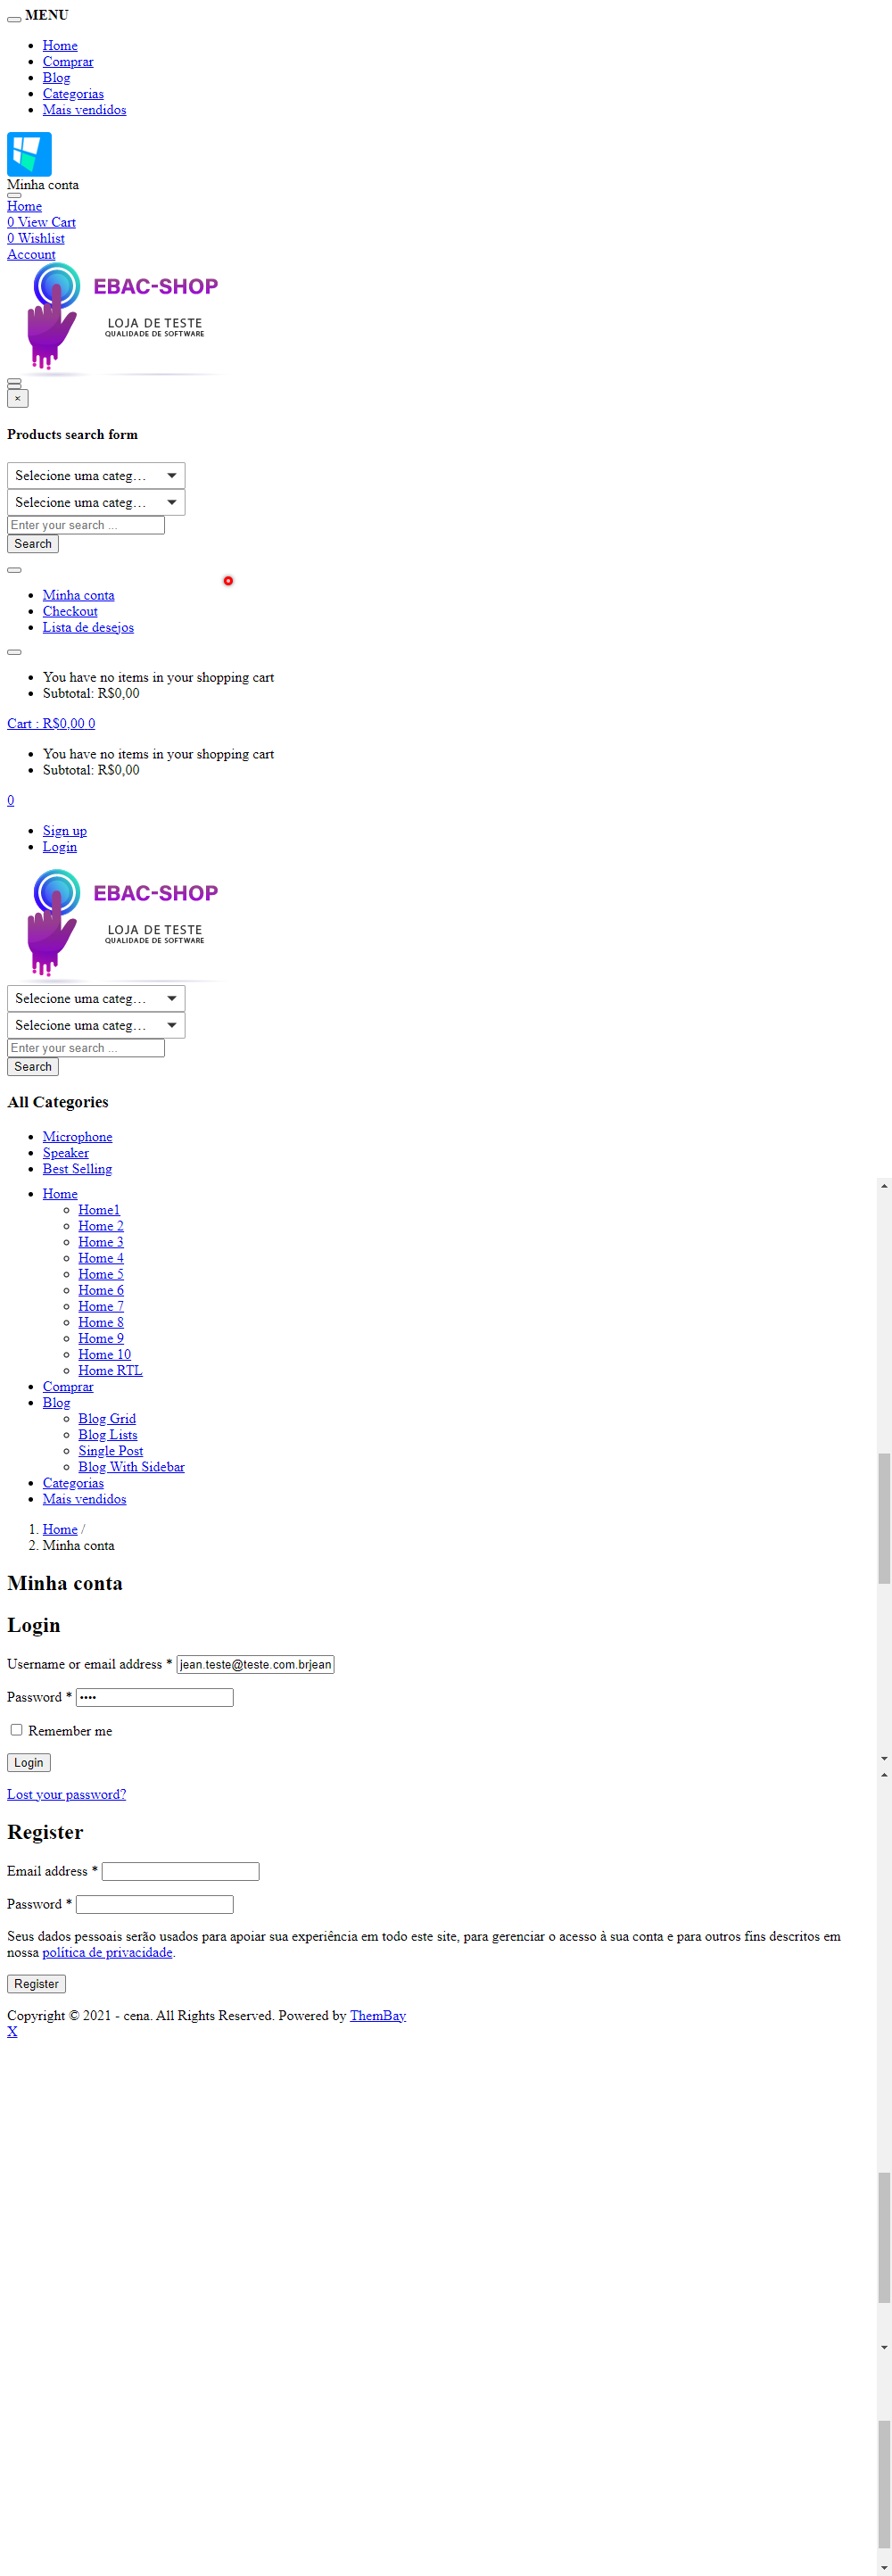 MENU
Home
Comprar
Blog
Categorias
Mais vendidos
Minha conta
Home
0 View Cart
0 Wishlist
Account
EBAC-SHOP
LOJA DE TESTE
QUALIDADE DE SOFTWARE
×
Products search form
Selecione uma categ…
Selecione uma categ…
Enter your search ...
Search
Minha conta
Checkout
Lista de desejos
You have no items in your shopping cart
Subtotal: R$0,00
Cart : R$0,00 0
You have no items in your shopping cart
Subtotal: R$0,00
0
Sign up
Login
EBAC-SHOP
LOJA DE TESTE
QUALIDADE DE SOFTWARE
Selecione uma categ…
Selecione uma categ…
Enter your search ...
Search
All Categories
Microphone
Speaker
Best Selling
Home
Home1
Home 2
Home 3
Home 4
Home 5
Home 6
Home 7
Home 8
Home 9
Home 10
Home RTL
Comprar
Blog
Blog Grid
Blog Lists
Single Post
Blog With Sidebar
Categorias
Mais vendidos
1. Home /
2. Minha conta
Minha conta
Login
Username or email address * jean.teste@teste.com.brjean
Password * ••••
Remember me
Login
Lost your password?
Register
Email address *
Password *
Seus dados pessoais serão usados para apoiar sua experiência em todo este site, para gerenciar o acesso à sua conta e para outros fins descritos em
nossa política de privacidade.
Register
Copyright © 2021 - cena. All Rights Reserved. Powered by ThemBay
X